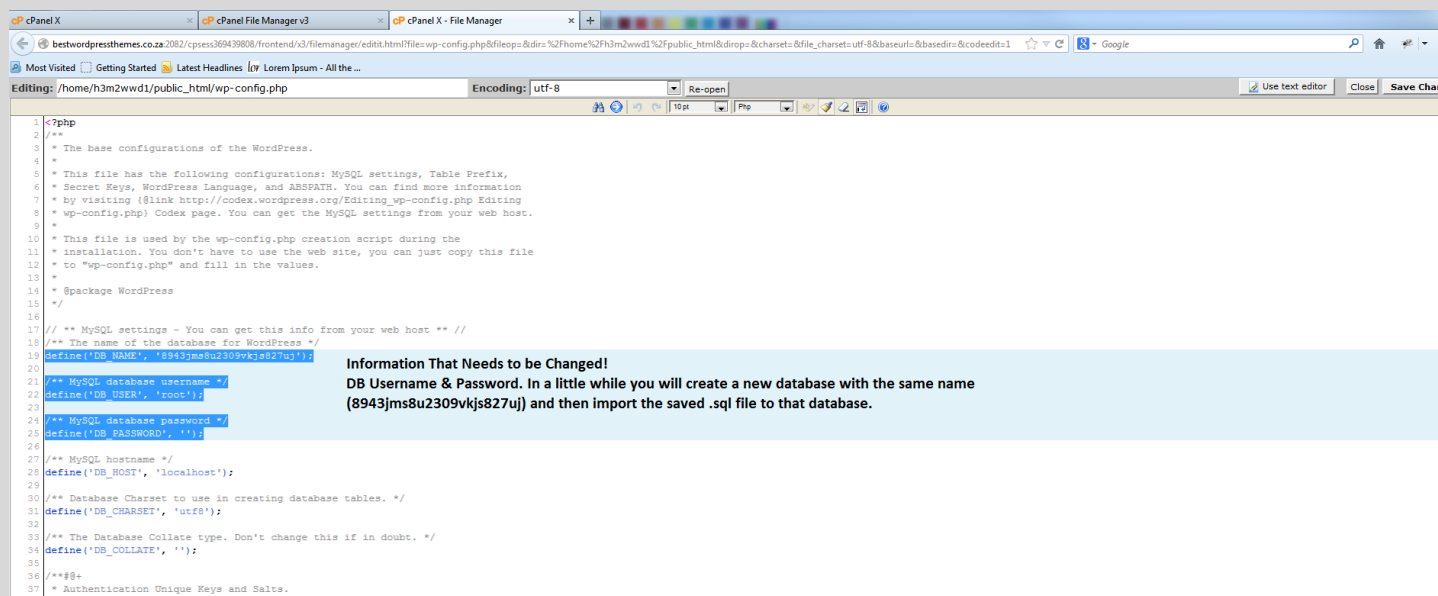 cP cPanel X × cP cPanel File Manager v3 × cP cPanel X - File Manager × +
bestwordpressthemes.co.za:2082/cpsess369439808/frontend/x3/filemanager/editit.html?file=wp-config.php&fileop=&dir=%2Fhome%2Fh3m2wwd1%2Fpublic_html&dirop=&charset=&file_charset=utf-8&baseurl=&basedir=&codeedit=1 8 Google
Most Visited Getting Started Latest Headlines Lorem Ipsum - All the ...
Editing: /home/h3m2wwd1/public_html/wp-config.php Encoding: utf-8 Re-open Use text editor Close Save Char
10 pt Php
1 <?php
2 /**
3 * The base configurations of the WordPress.
4 *
5 * This file has the following configurations: MySQL settings, Table Prefix,
6 * Secret Keys, WordPress Language, and ABSPATH. You can find more information
7 * by visiting {@link http://codex.wordpress.org/Editing_wp-config.php Editing
8 * wp-config.php} Codex page. You can get the MySQL settings from your web host.
9 *
10 * This file is used by the wp-config.php creation script during the
11 * installation. You don't have to use the web site, you can just copy this file
12 * to "wp-config.php" and fill in the values.
13 *
14 * @package WordPress
15 */
16
17 // ** MySQL settings - You can get this info from your web host ** //
18 /** The name of the database for WordPress */
19 define('DB_NAME', '8943jms8u2309vkjs827uj');
20
21 /** MySQL database username */
22 define('DB_USER', 'root');
23
24 /** MySQL database password */
25 define('DB_PASSWORD', '');
26
27 /** MySQL hostname */
28 define('DB_HOST', 'localhost');
29
30 /** Database Charset to use in creating database tables. */
31 define('DB_CHARSET', 'utf8');
32
33 /** The Database Collate type. Don't change this if in doubt. */
34 define('DB_COLLATE', '');
35
36 /**#@+
37 * Authentication Unique Keys and Salts.
Information That Needs to be Changed!
DB Username & Password. In a little while you will create a new database with the same name
(8943jms8u2309vkjs827uj) and then import the saved .sql file to that database.